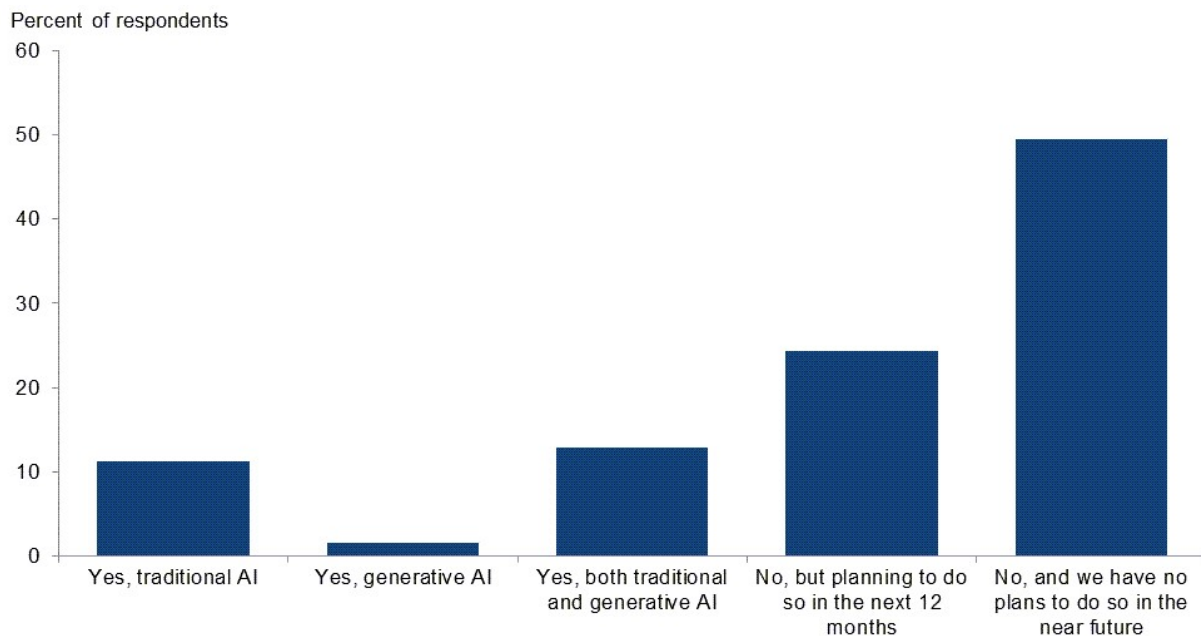 Percent of respondents
60
50
40
30
20
10
0
Yes, traditional AI
Yes, generative AI
Yes, both traditional
and generative AI
No, but planning to do
so in the next 12
months
No, and we have no
plans to do so in the
near future